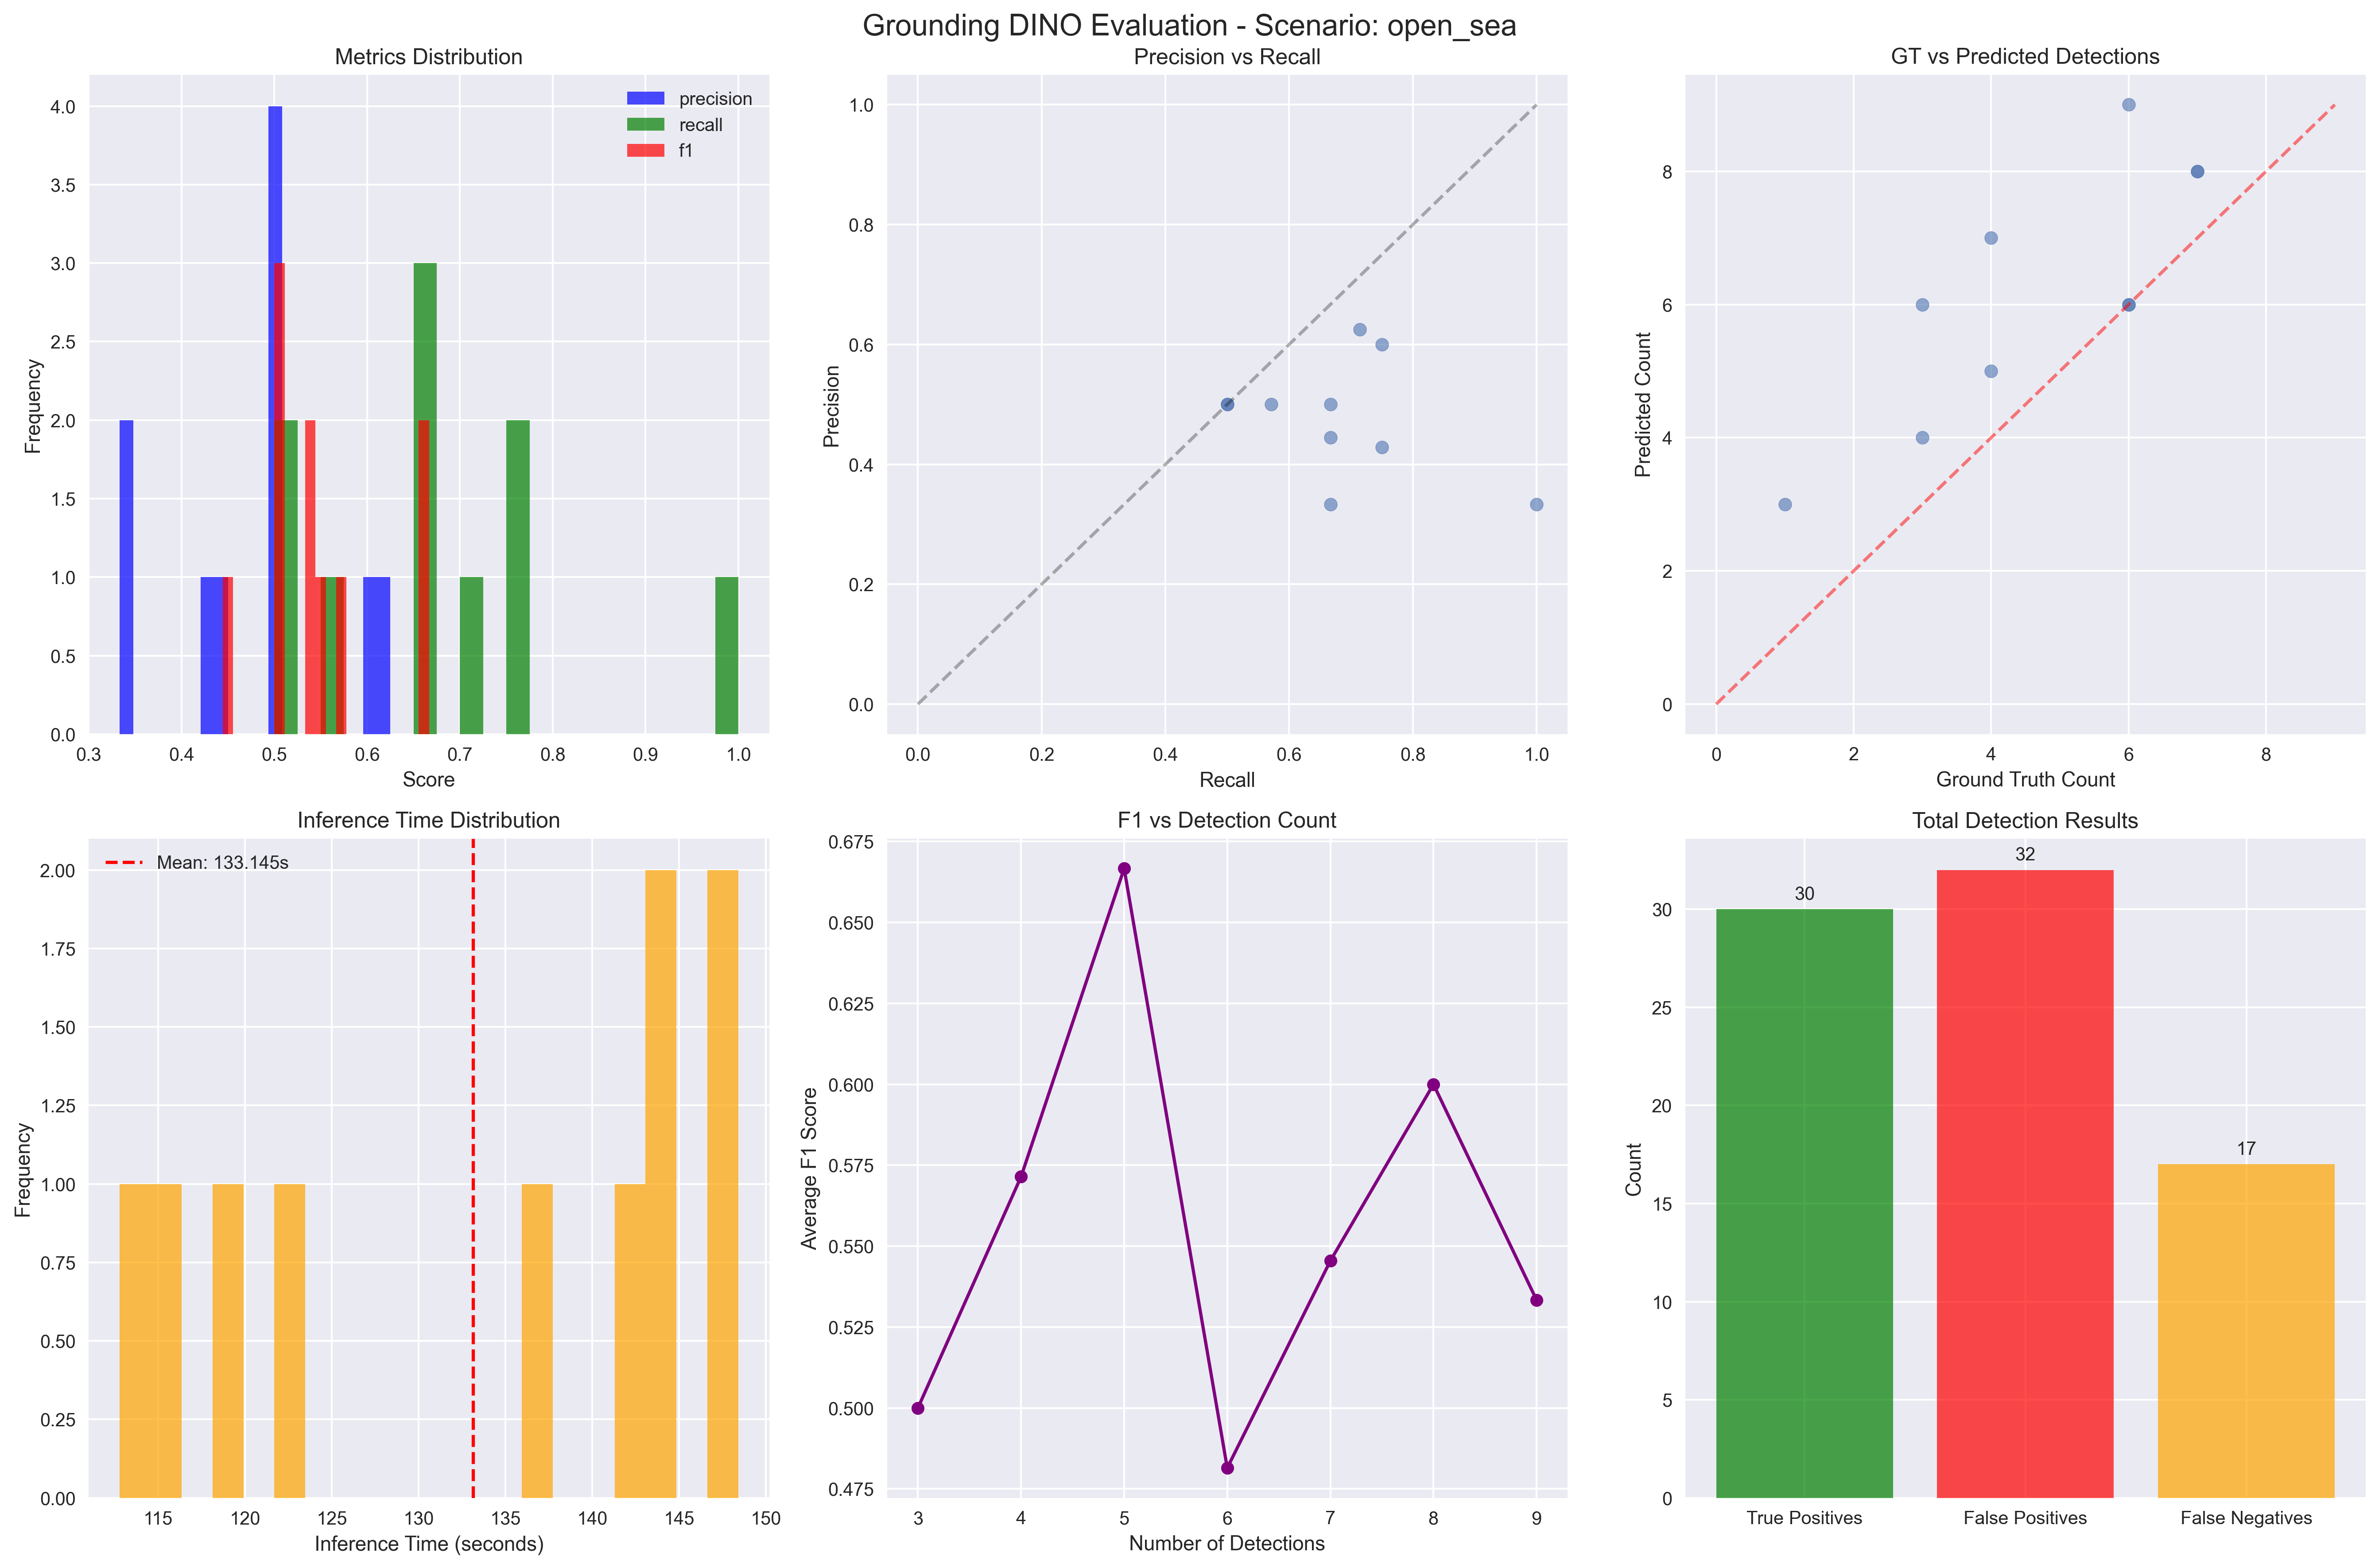 Grounding DINO Evaluation - Scenario: open_sea
Metrics Distribution
4.0
3.5
3.0
2.5
2.0
1.5
1.0
0.5
0.0
Frequency
precision
recall
f1
0.3 0.4 0.5 0.6 0.7 0.8 0.9 1.0
Score
Precision vs Recall
1.0
0.8
0.6
0.4
0.2
0.0
Precision
0.0 0.2 0.4 0.6 0.8 1.0
Recall
GT vs Predicted Detections
8
6
4
2
0
Predicted Count
0 2 4 6 8
Ground Truth Count
Inference Time Distribution
Mean: 133.145s
2.00
1.75
1.50
1.25
1.00
0.75
0.50
0.25
0.00
Frequency
115 120 125 130 135 140 145 150
Inference Time (seconds)
F1 vs Detection Count
0.675
0.650
0.625
0.600
0.575
0.550
0.525
0.500
0.475
Average F1 Score
3 4 5 6 7 8 9
Number of Detections
Total Detection Results
30
25
20
15
10
5
0
Count
30
32
17
True Positives False Positives False Negatives